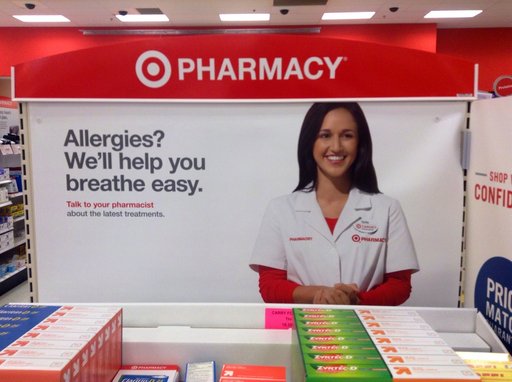 PHARMACY
Allergies?
We'll help you
breathe easy.
Talk to your pharmacist
about the latest treatments.
PHARMACY
PHARMACY
SHOP
CONFID
PRIC
MATC
ZYRTEC-D
ZYRTEC-D
ZYRTEC-D
ZYRTEC-D
ZYRTEC-D
PHARMACY